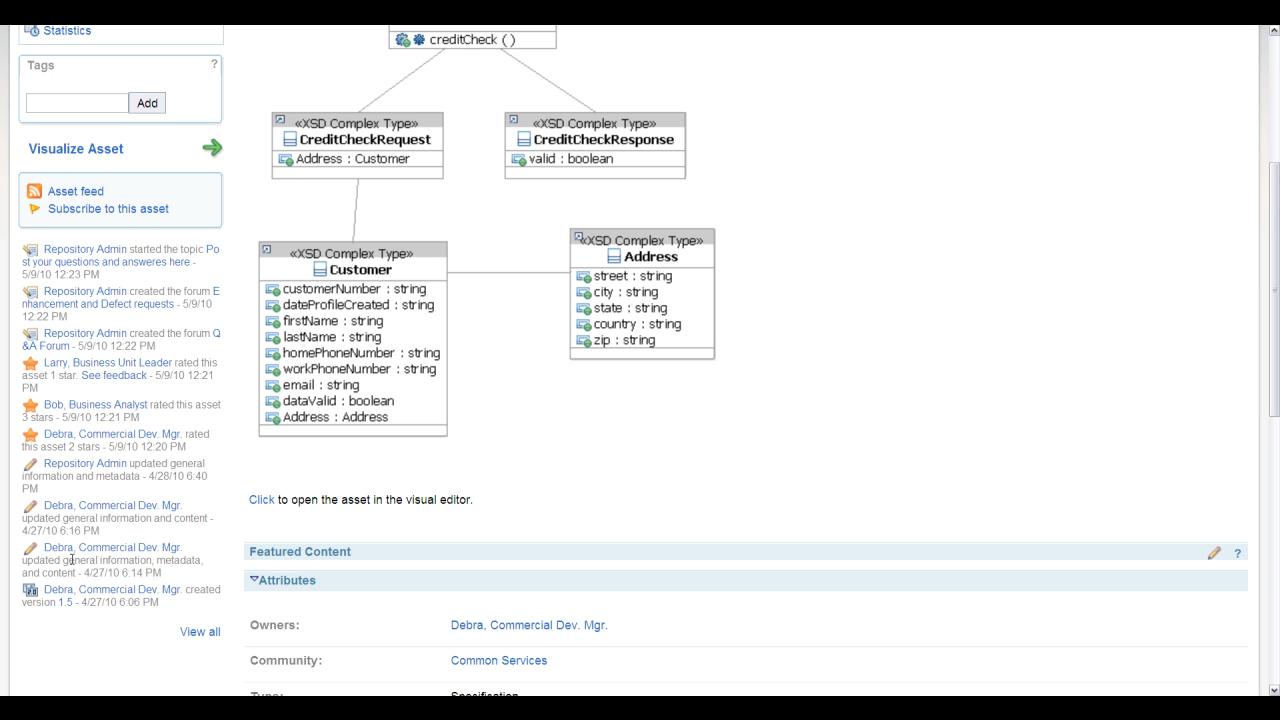 Statistics
Tags
?
Add
Visualize Asset
Asset feed
Subscribe to this asset
Repository Admin started the topic Po
st your questions and answeres here -
5/9/10 12:23 PM
Repository Admin created the forum E
nhancement and Defect requests - 5/9/10
12:22 PM
Repository Admin created the forum Q
&A Forum - 5/9/10 12:22 PM
Larry, Business Unit Leader rated this
asset 1 star. See feedback - 5/9/10 12:21
PM
Bob, Business Analyst rated this asset
3 stars - 5/9/10 12:21 PM
Debra, Commercial Dev. Mgr. rated
this asset 2 stars - 5/9/10 12:20 PM
Repository Admin updated general
information and metadata - 4/28/10 6:40
PM
Debra, Commercial Dev. Mgr.
updated general information and content -
4/27/10 6:16 PM
Debra, Commercial Dev. Mgr.
updated general information, metadata,
and content - 4/27/10 6:14 PM
Debra, Commercial Dev. Mgr. created
version 1.5 - 4/27/10 6:06 PM
View all
creditCheck ( )
«XSD Complex Type»
CreditCheckRequest
Address : Customer
«XSD Complex Type»
CreditCheckResponse
valid : boolean
«XSD Complex Type»
Customer
customerNumber : string
dateProfileCreated : string
firstName : string
lastName : string
homePhoneNumber : string
workPhoneNumber : string
email : string
dataValid : boolean
Address : Address
«XSD Complex Type»
Address
street : string
city : string
state : string
country : string
zip : string
Click to open the asset in the visual editor.
Featured Content
?
Attributes
Owners: Debra, Commercial Dev. Mgr.
Community: Common Services
Type: Specification